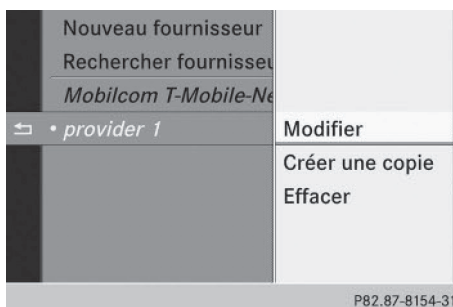 Nouveau fournisseur
Rechercher fournisseu
Mobilcom T-Mobile-Ne
• provider 1
Modifier
Créer une copie
Effacer
P82.87-8154-31